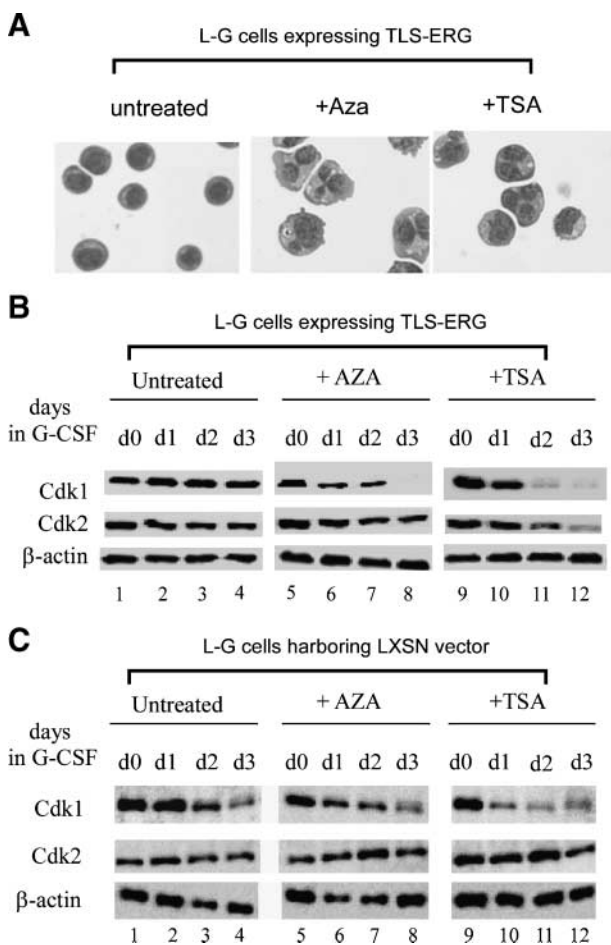 A
L-G cells expressing TLS-ERG
untreated +Aza +TSA
B
L-G cells expressing TLS-ERG
Untreated + AZA +TSA
days
in G-CSF d0 d1 d2 d3 d0 d1 d2 d3 d0 d1 d2 d3
Cdk1
Cdk2
β-actin
1 2 3 4 5 6 7 8 9 10 11 12
C
L-G cells harboring LXSN vector
Untreated + AZA +TSA
days
in G-CSF d0 d1 d2 d3 d0 d1 d2 d3 d0 d1 d2 d3
Cdk1
Cdk2
β-actin
1 2 3 4 5 6 7 8 9 10 11 12